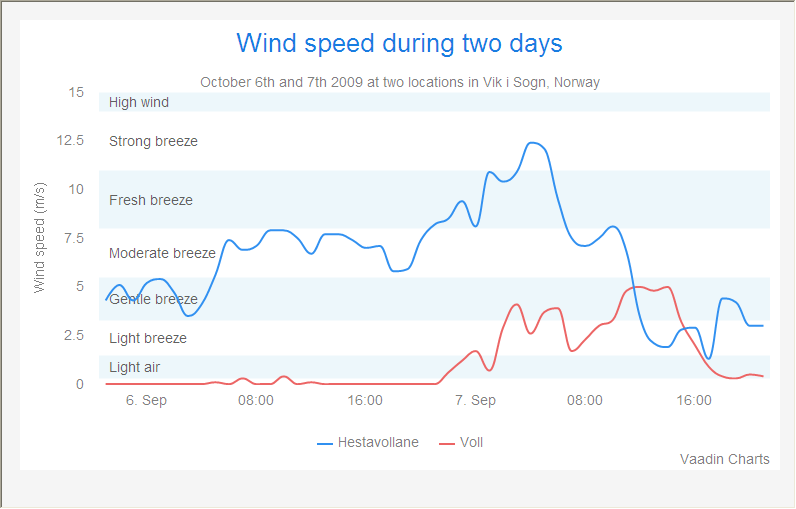 Wind speed during two days
October 6th and 7th 2009 at two locations in Vik i Sogn, Norway
Wind speed (m/s)
15
High wind
12.5
Strong breeze
10
Fresh breeze
7.5
Moderate breeze
5
Gentle breeze
2.5
Light breeze
Light air
0
6. Sep 08:00 16:00 7. Sep 08:00 16:00
Hestavollane Voll
Vaadin Charts